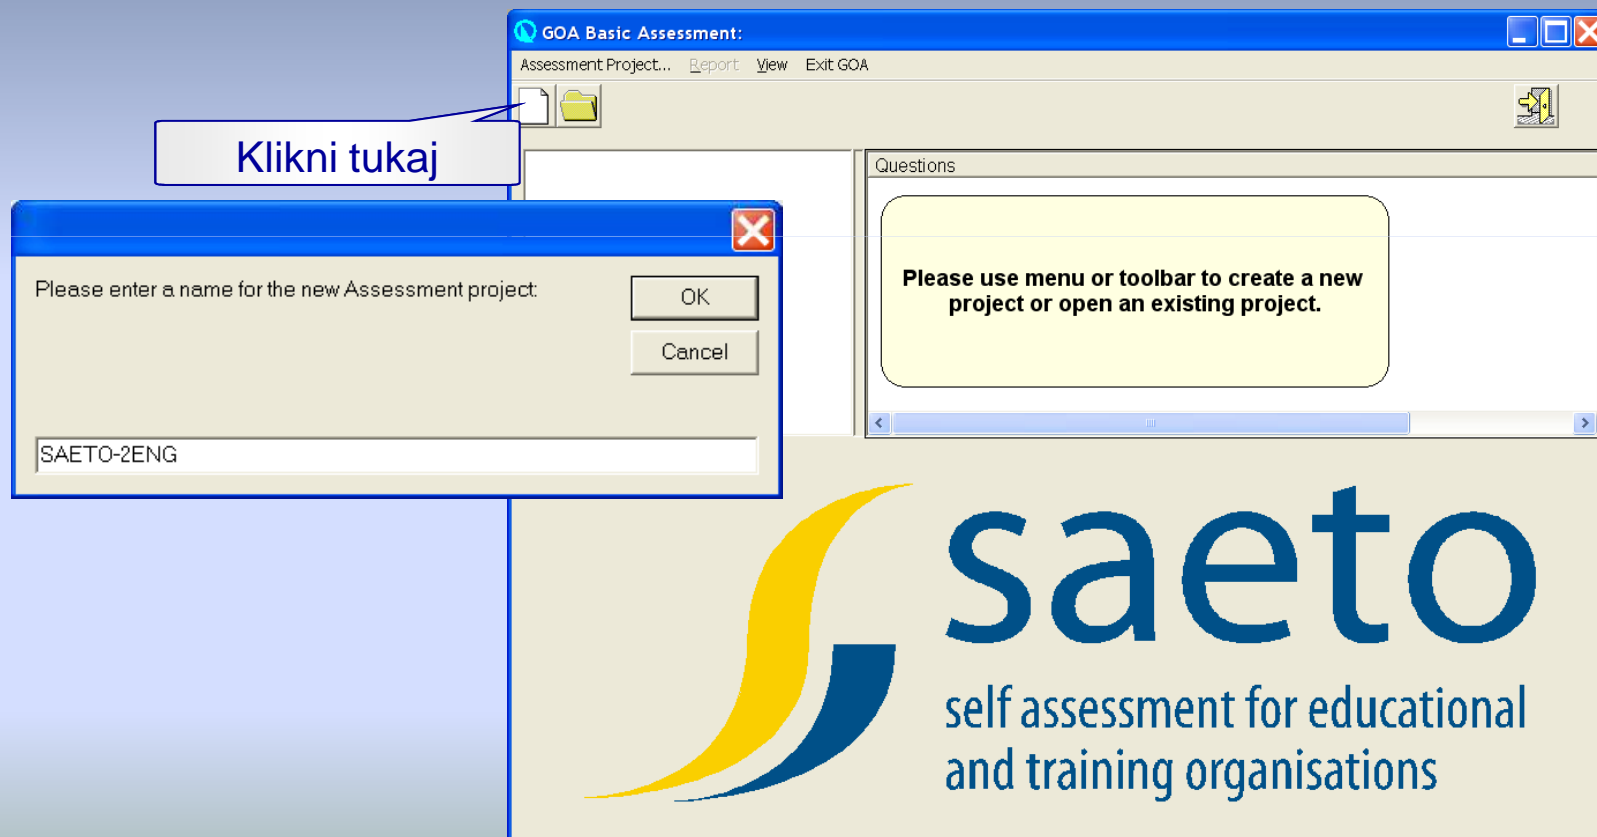 GOA Basic Assessment:
Assessment Project... Report View Exit GOA
Klikni tukaj
Questions
Please use menu or toolbar to create a new
project or open an existing project.
Please enter a name for the new Assessment project:
OK
Cancel
SAETO-2ENG
saeto
self assessment for educational
and training organisations